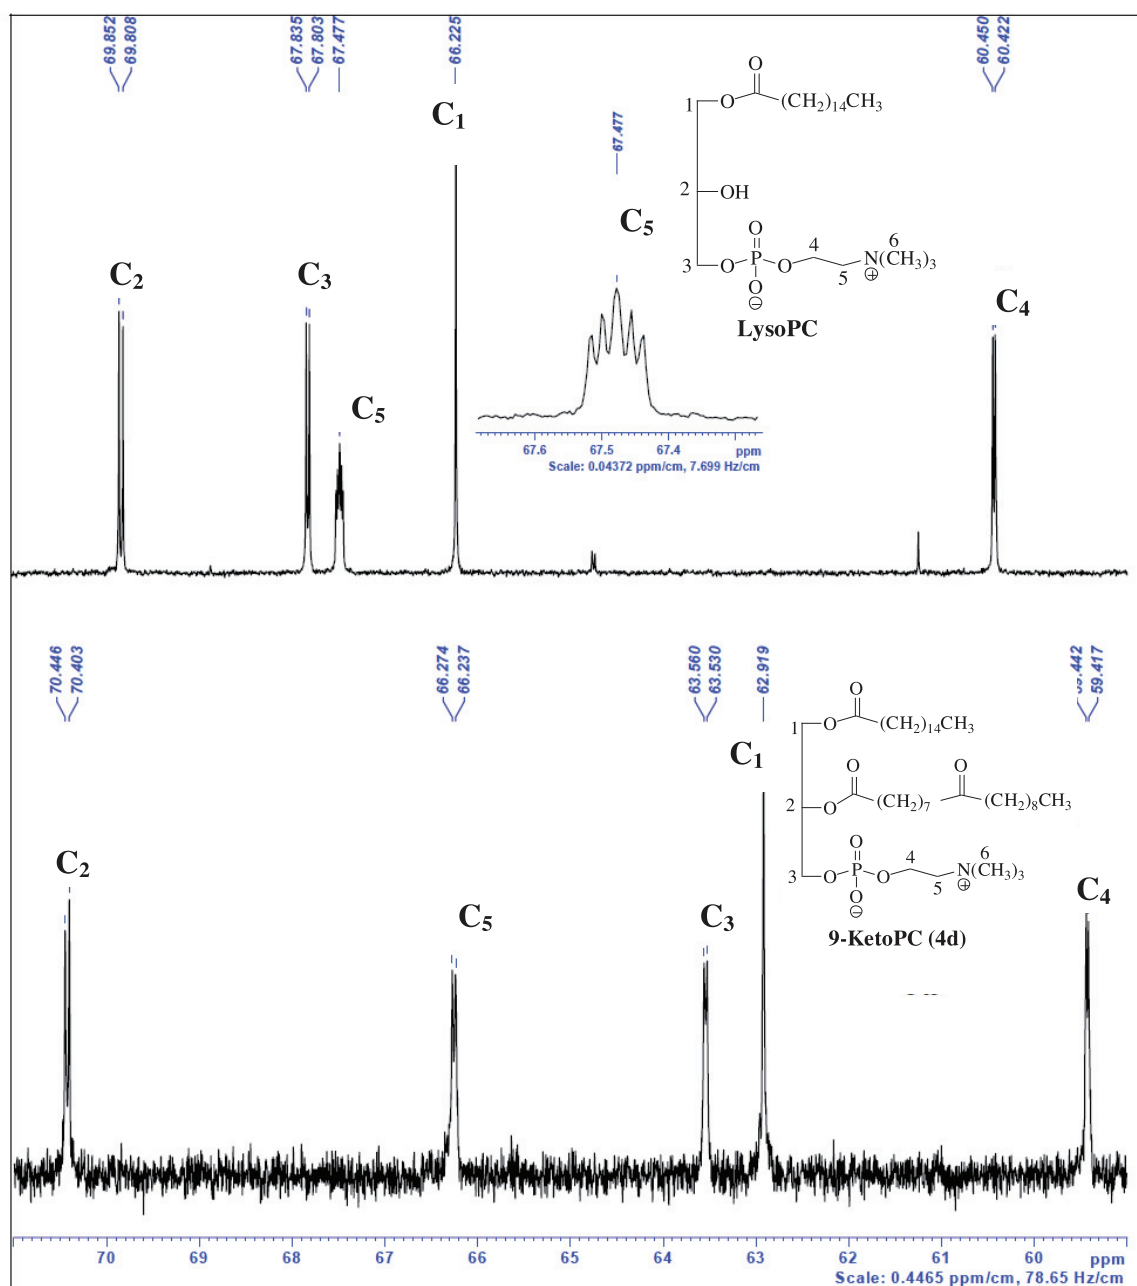 69.852
69.808
67.835
67.803
67.477
66.225
60.450
60.422
C2
C3
C5
C1
67.477
C5
C4
O
1
O
(CH2)14CH3
2
OH
O
3
O
P
O
O
⊖
4
5
6
N(CH3)3
⊕
LysoPC
67.6 67.5 67.4 ppm
Scale: 0.04372 ppm/cm, 7.699 Hz/cm
70.446
70.403
66.274
66.237
63.560
63.530
62.919
.442
59.417
C2
C5
C3
C1
C4
O
1
O
(CH2)14CH3
O
O
2
O
(CH2)7
(CH2)8CH3
O
3
O
P
O
O
⊖
4
5
6
N(CH3)3
⊕
9-KetoPC (4d)
70 69 68 67 66 65 64 63 62 61 60 ppm
Scale: 0.4465 ppm/cm, 78.65 Hz/cm